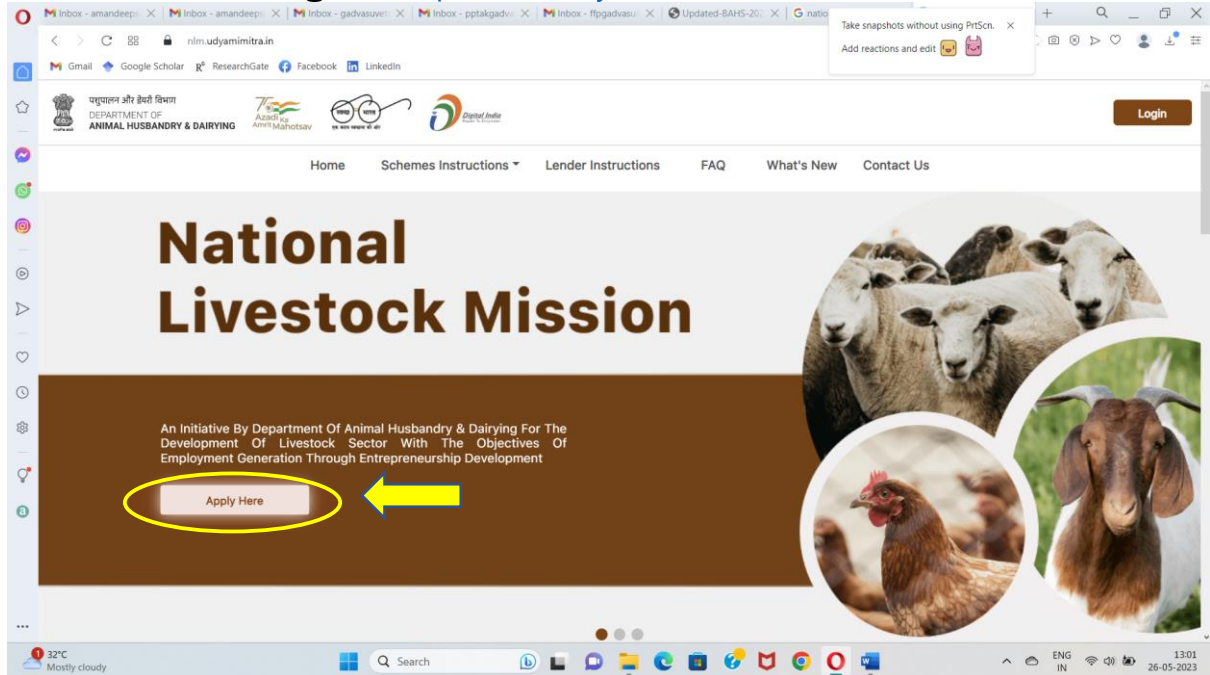 Inbox - amandeep
Inbox - amandeep
Inbox - gadvasuvet
Inbox - pptakgadv
Inbox - ffpgadvasu
Updated-BAHS-20
natio
Take snapshots without using PrtScn.
Add reactions and edit
nlm.udyamimitra.in
Gmail
Google Scholar
ResearchGate
Facebook
LinkedIn
पशुपालन और डेयरी विभाग
DEPARTMENT OF
ANIMAL HUSBANDRY & DAIRYING
Azadi Ka
Amrit Mahotsav
Digital India
Login
Home
Schemes Instructions
Lender Instructions
FAQ
What's New
Contact Us
National
Livestock Mission
An Initiative By Department Of Animal Husbandry & Dairying For The
Development Of Livestock Sector With The Objectives Of
Employment Generation Through Entrepreneurship Development
Apply Here
1
32°C
Mostly cloudy
Search
ENG
IN
13:01
26-05-2023